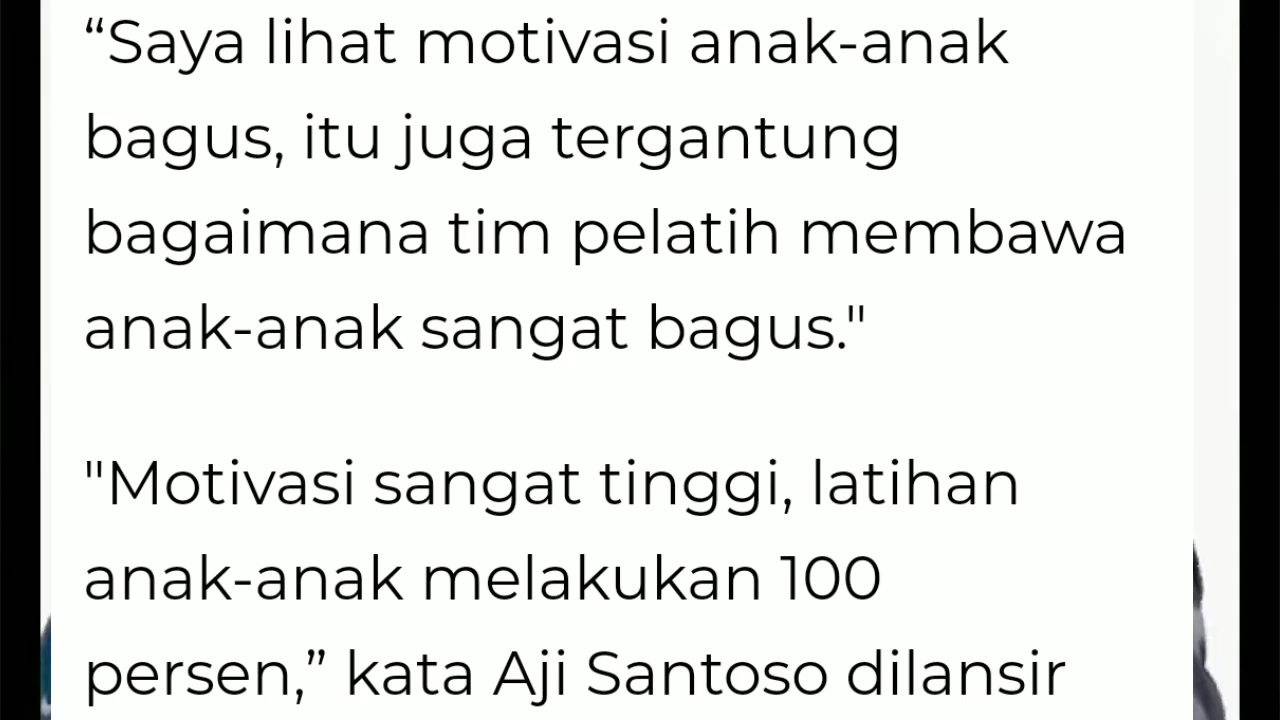 “Saya lihat motivasi anak-anak
bagus, itu juga tergantung
bagaimana tim pelatih membawa
anak-anak sangat bagus."
"Motivasi sangat tinggi, latihan
anak-anak melakukan 100
persen,” kata Aji Santoso dilansir